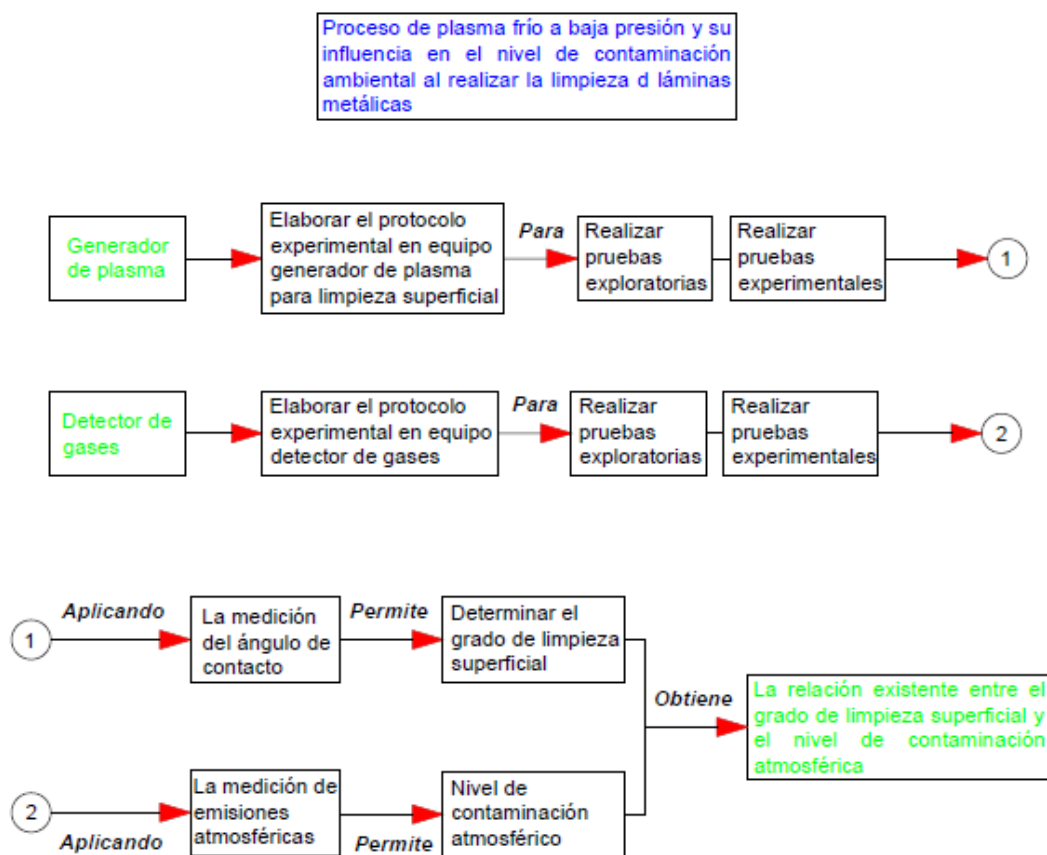 Proceso de plasma frío a baja presión y su
influencia en el nivel de contaminación
ambiental al realizar la limpieza d láminas
metálicas
Generador
de plasma
Elaborar el protocolo
experimental en equipo
generador de plasma
para limpieza superficial
Para
Realizar
pruebas
exploratorias
Realizar
pruebas
experimentales
1
Detector de
gases
Elaborar el protocolo
experimental en equipo
detector de gases
Para
Realizar
pruebas
exploratorias
Realizar
pruebas
experimentales
2
1
Aplicando
La medición
del ángulo de
contacto
Permite
Determinar el
grado de limpieza
superficial
Obtiene
La relación existente entre el
grado de limpieza superficial y
el nivel de contaminación
atmosférica
2
Aplicando
La medición de
emisiones
atmosféricas
Permite
Nivel de
contaminación
atmosférico